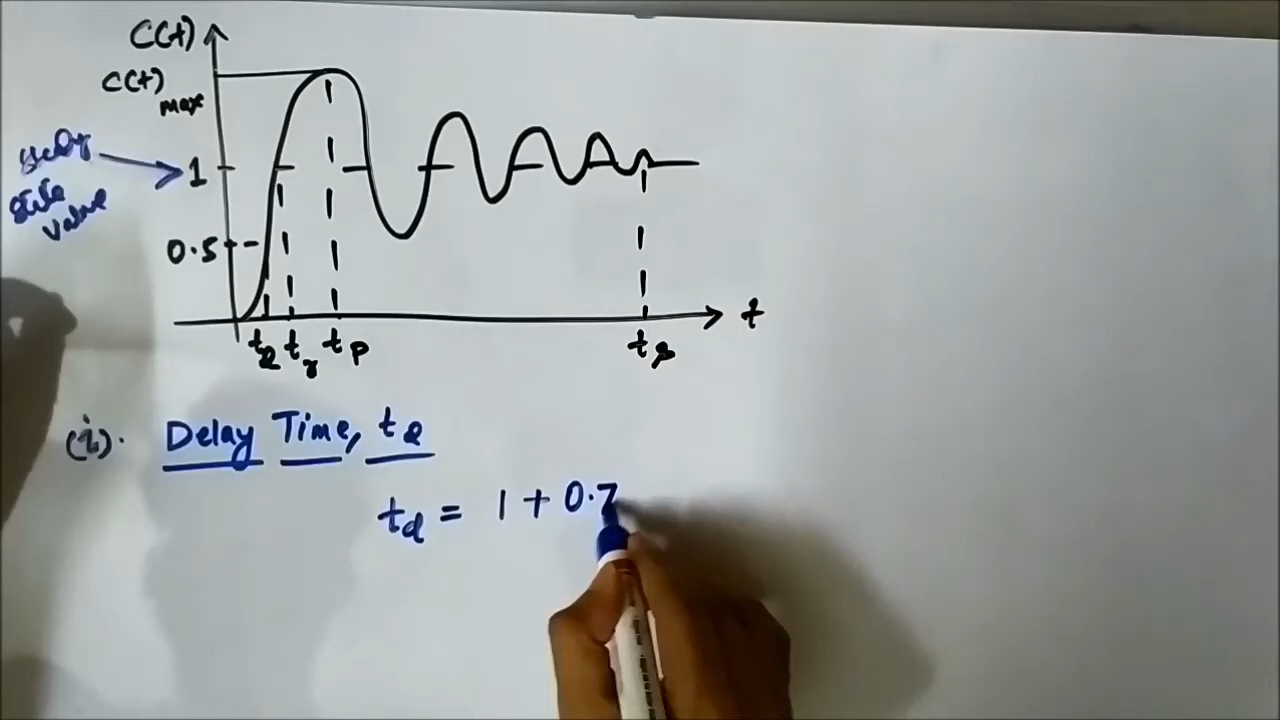 C(t)
C(t)max
steady
state
value
1
0.5
t
td tr tp ts
(i). Delay Time, td
td = 1 + 0.7